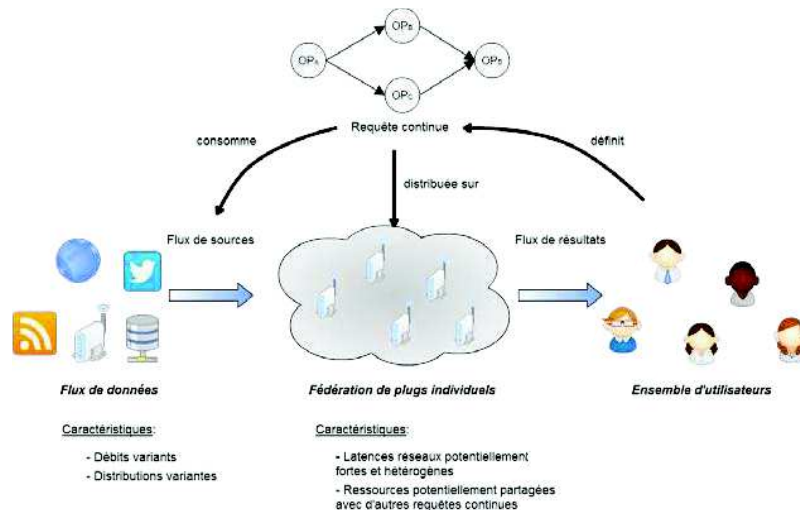 OPB
OPA
OPD
OPC
Requête continue
consomme
définit
distribuée sur
Flux de sources
Flux de résultats
Flux de données
Fédération de plugs individuels
Ensemble d'utilisateurs
Caractéristiques:
- Débits variants
- Distributions variantes
Caractéristiques:
- Latences réseaux potentiellement
fortes et hétérogènes
- Ressources potentiellement partagées
avec d'autres requêtes continues